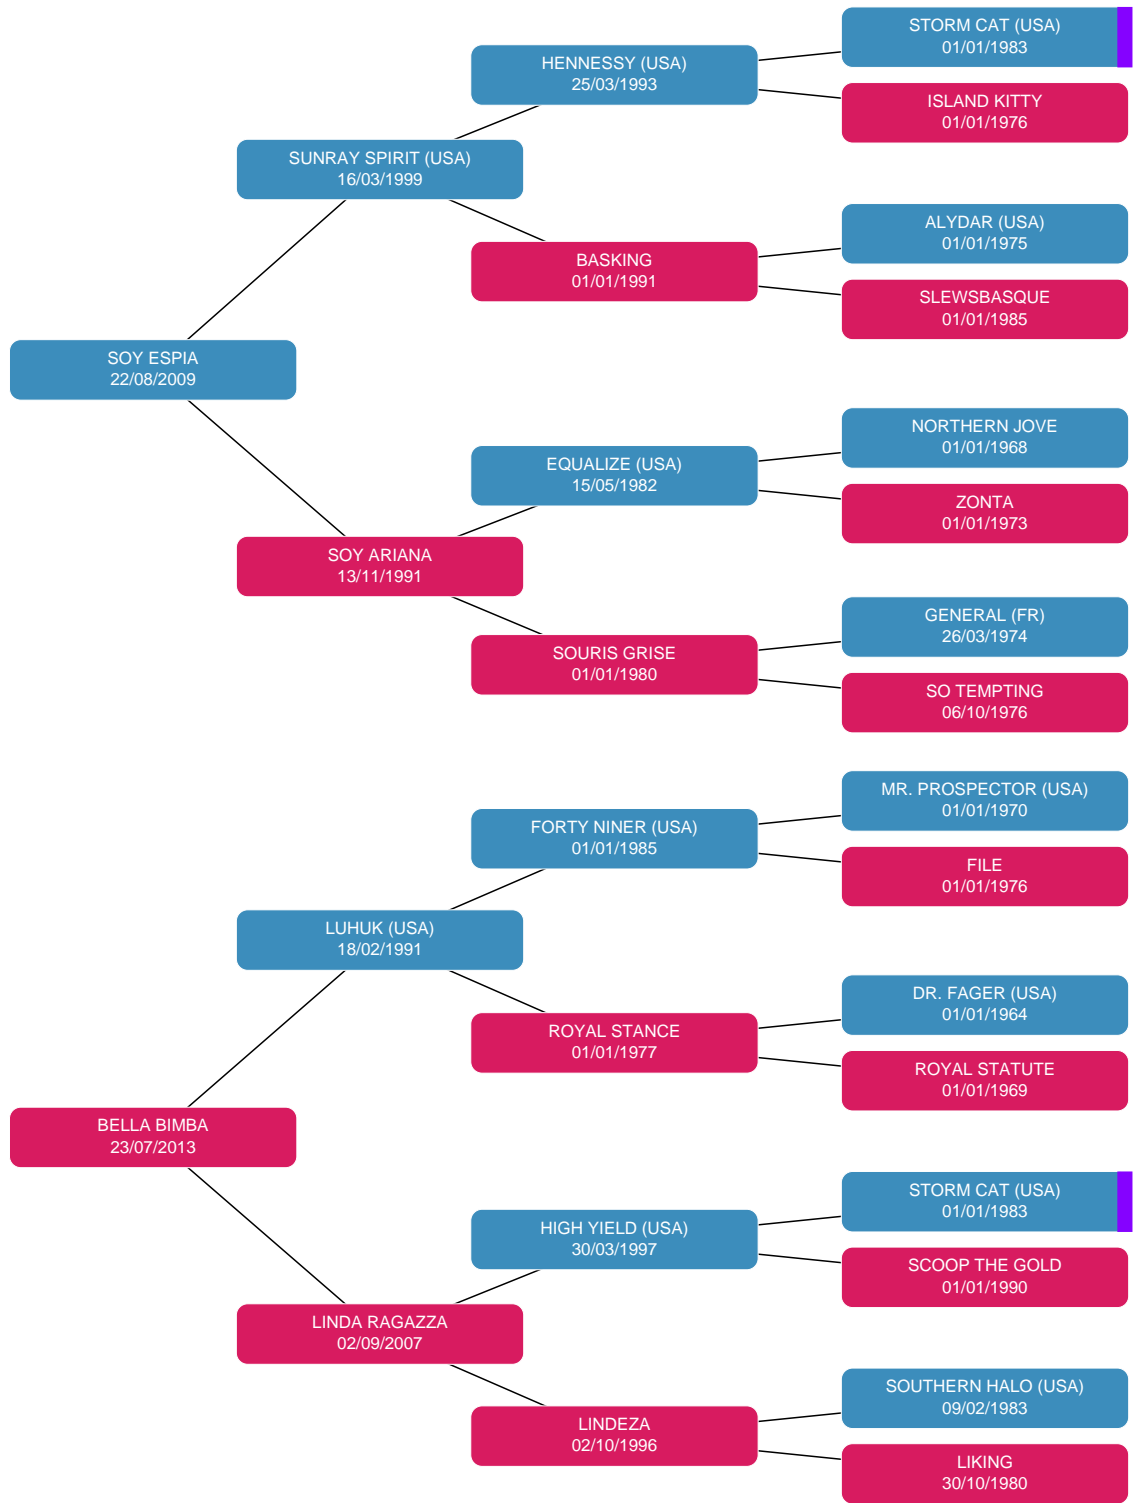 STORM CAT (USA)
01/01/1983
HENNESSY (USA)
25/03/1993
ISLAND KITTY
01/01/1976
SUNRAY SPIRIT (USA)
16/03/1999
ALYDAR (USA)
01/01/1975
BASKING
01/01/1991
SLEWSBASQUE
01/01/1985
SOY ESPIA
22/08/2009
NORTHERN JOVE
01/01/1968
EQUALIZE (USA)
15/05/1982
ZONTA
01/01/1973
SOY ARIANA
13/11/1991
GENERAL (FR)
26/03/1974
SOURIS GRISE
01/01/1980
SO TEMPTING
06/10/1976
MR. PROSPECTOR (USA)
01/01/1970
FORTY NINER (USA)
01/01/1985
FILE
01/01/1976
LUHUK (USA)
18/02/1991
DR. FAGER (USA)
01/01/1964
ROYAL STANCE
01/01/1977
ROYAL STATUTE
01/01/1969
BELLA BIMBA
23/07/2013
STORM CAT (USA)
01/01/1983
HIGH YIELD (USA)
30/03/1997
SCOOP THE GOLD
01/01/1990
LINDA RAGAZZA
02/09/2007
SOUTHERN HALO (USA)
09/02/1983
LINDEZA
02/10/1996
LIKING
30/10/1980